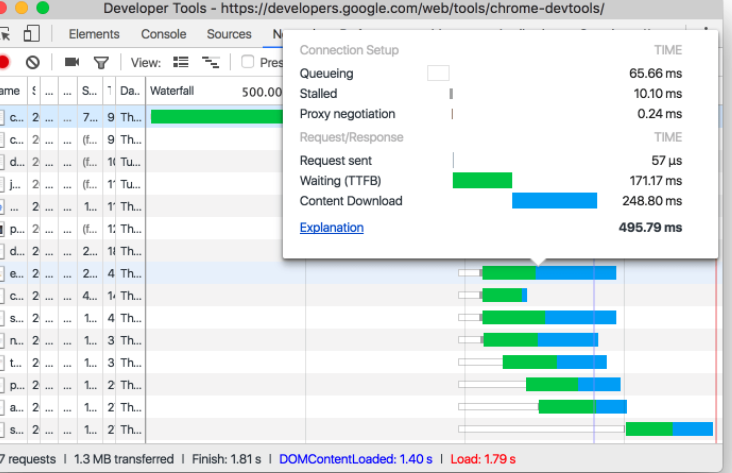 Developer Tools - https://developers.google.com/web/tools/chrome-devtools/
Elements Console Sources
View: Pres
ame S... Da... Waterfall 500.00
c... 2 ... ... 7... 9 Th...
c... 2 ... ... (f... 9 Th...
d... 2 ... ... (f... 1( Tu...
j... 2 ... ... (f... 1' Tu...
... 2 ... ... 1... 1' Th...
p... 2 ... ... (f... 1: Th...
d... 2 ... ... 2... 1 Th...
e... 2 ... ... 2... 4 Th...
c... 2 ... ... 4... 1 Th...
s... 2 ... ... 1... 4 Th...
n... 2 ... ... 1... 3 Th...
t... 2 ... ... 1... 3 Th...
p... 2 ... ... 1... 2 Th...
a... 2 ... ... 1... 2 Th...
s... 2 ... ... 1... 2 Th...
Connection Setup TIME
Queueing 65.66 ms
Stalled 10.10 ms
Proxy negotiation 0.24 ms
Request/Response TIME
Request sent 57 μs
Waiting (TTFB) 171.17 ms
Content Download 248.80 ms
Explanation 495.79 ms
7 requests | 1.3 MB transferred | Finish: 1.81 s | DOMContentLoaded: 1.40 s | Load: 1.79 s